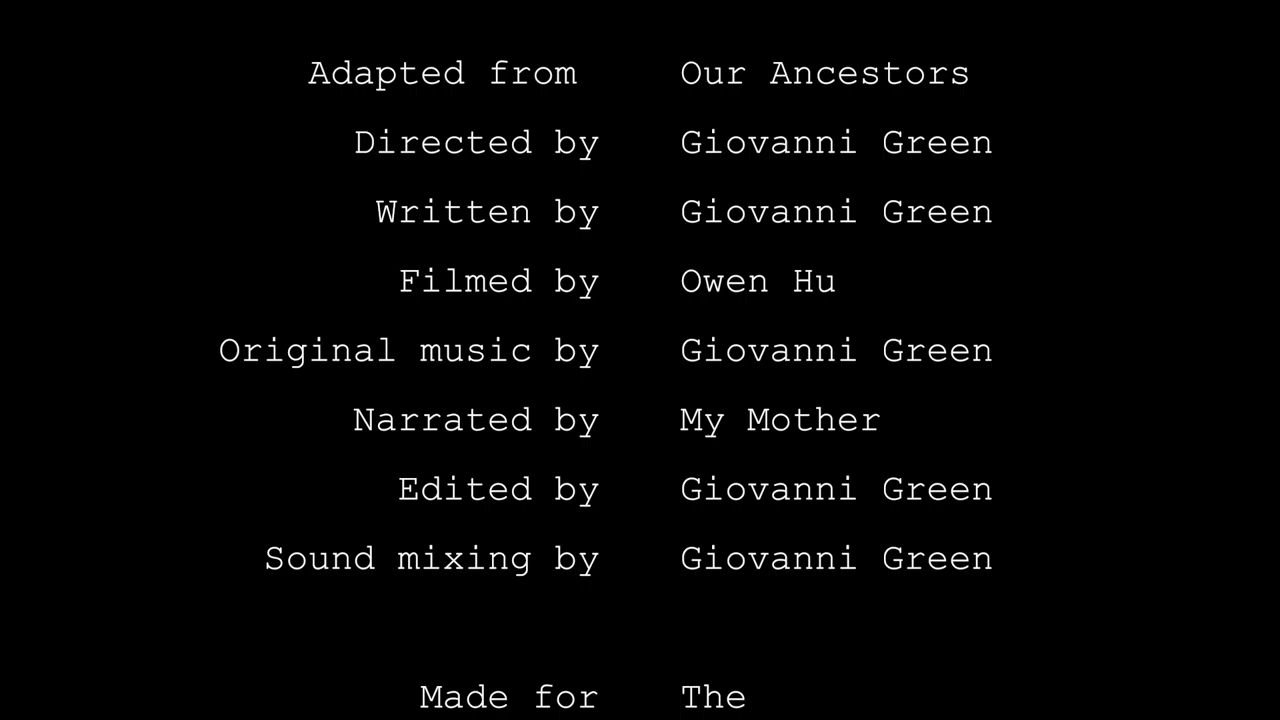 Adapted from Our Ancestors
Directed by Giovanni Green
Written by Giovanni Green
Filmed by Owen Hu
Original music by Giovanni Green
Narrated by My Mother
Edited by Giovanni Green
Sound mixing by Giovanni Green
Made for The